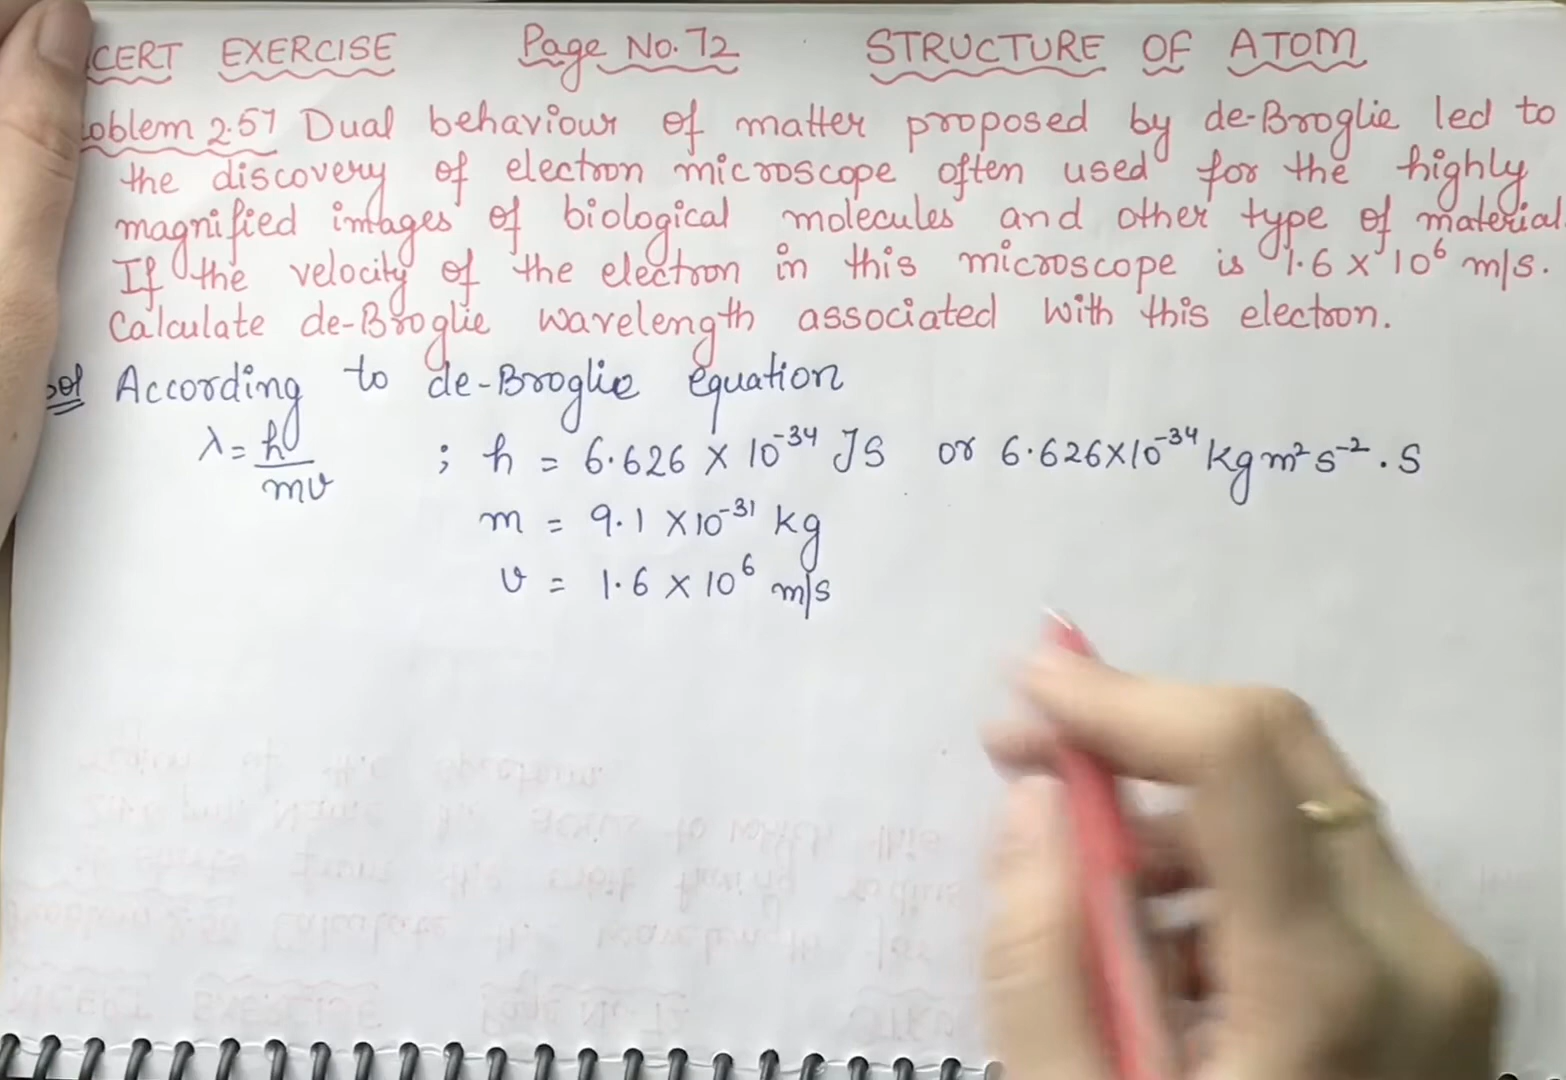 CERT EXERCISE Page No. 72 STRUCTURE OF ATOM
oblem 2.57 Dual behaviour of matter proposed by de-Broglie led to
the discovery of electron microscope often used for the highly
magnified images of biological molecules and other type of material.
If the velocity of the electron in this microscope is 1.6 × 10⁶ m/s.
Calculate de-Broglie wavelength associated with this electron.
Sol According to de-Broglie equation
λ = h/mv ; h = 6.626 × 10⁻³⁴ JS or 6.626×10⁻³⁴ kg m² s⁻² . S
m = 9.1 × 10⁻³¹ kg
v = 1.6 × 10⁶ m/s